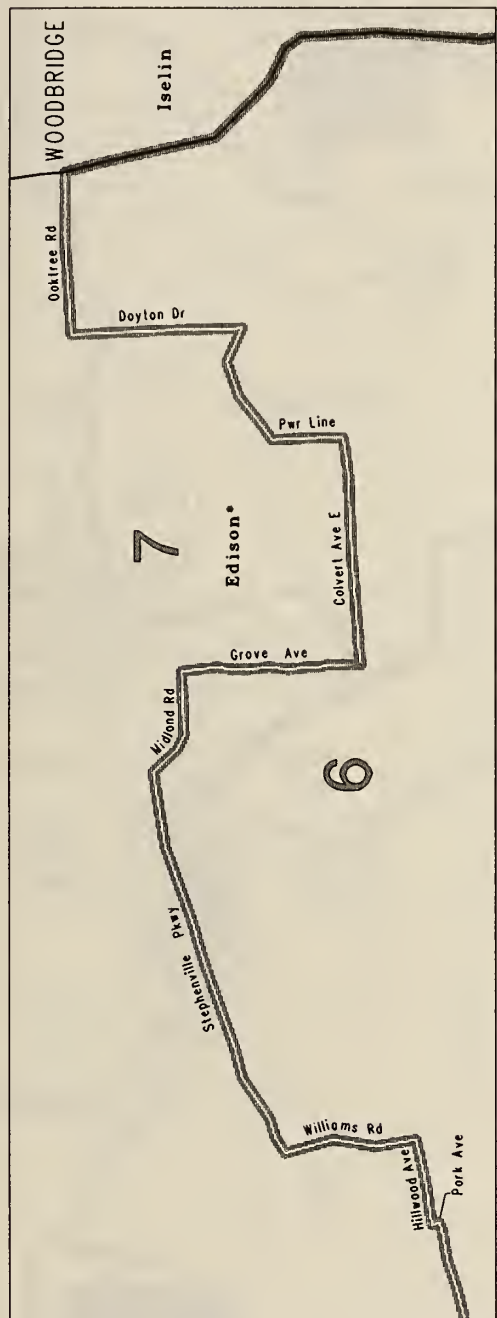 WOODBRIDGE
Iselin
Ooktree Rd
Doyton Dr
Pwr Line
7
Edison*
Colvert Ave E
Grove Ave
Midlond Rd
6
Stephenville Pkwy
Williams Rd
Hillwood Ave
Pork Ave